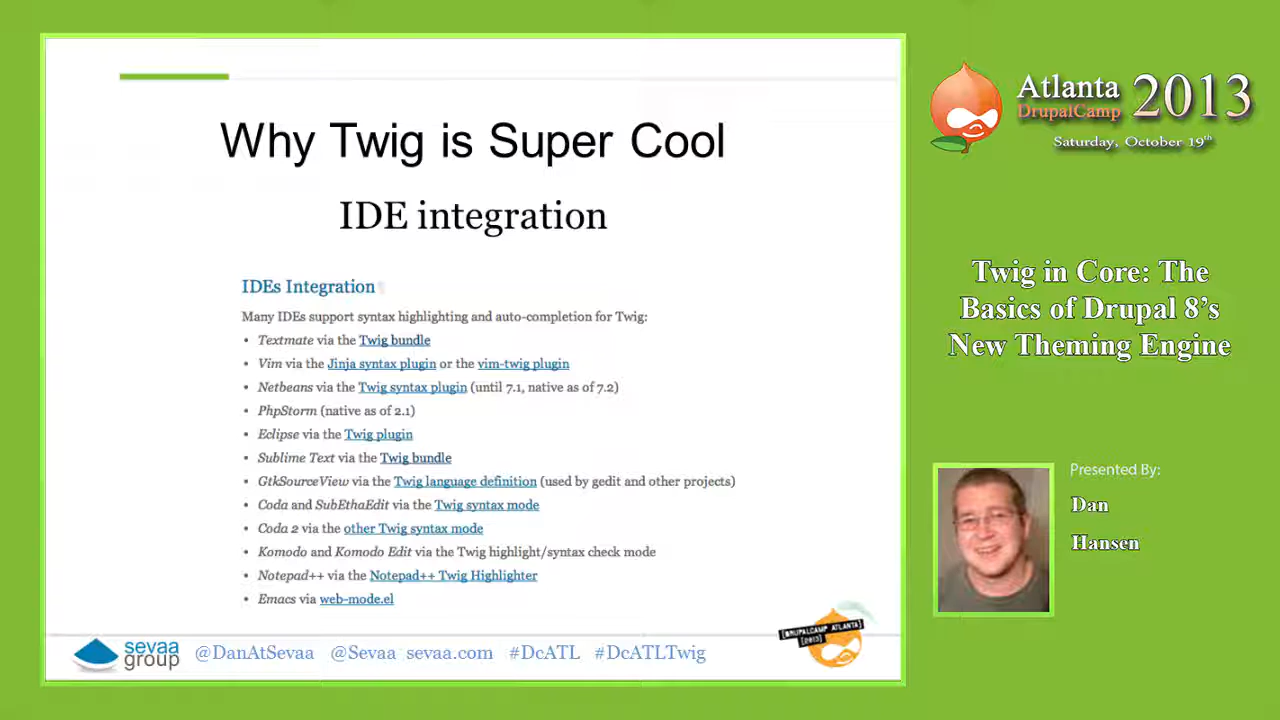 Why Twig is Super Cool
IDE integration
IDEs Integration
Many IDEs support syntax highlighting and auto-completion for Twig:
• Textmate via the Twig bundle
• Vim via the Jinja syntax plugin or the vim-twig plugin
• Netbeans via the Twig syntax plugin (until 7.1, native as of 7.2)
• PhpStorm (native as of 2.1)
• Eclipse via the Twig plugin
• Sublime Text via the Twig bundle
• GtkSourceView via the Twig language definition (used by gedit and other projects)
• Coda and SubEthaEdit via the Twig syntax mode
• Coda 2 via the other Twig syntax mode
• Komodo and Komodo Edit via the Twig highlight/syntax check mode
• Notepad++ via the Notepad++ Twig Highlighter
• Emacs via web-mode.el
sevaa
group
@DanAtSevaa @Sevaa sevaa.com #DcATL #DcATLTwig
[DRUPALCAMP ATLANTA]
[2013]
Atlanta 2013
DrupalCamp
Saturday, October 19th
Twig in Core: The
Basics of Drupal 8’s
New Theming Engine
Presented By:
Dan
Hansen